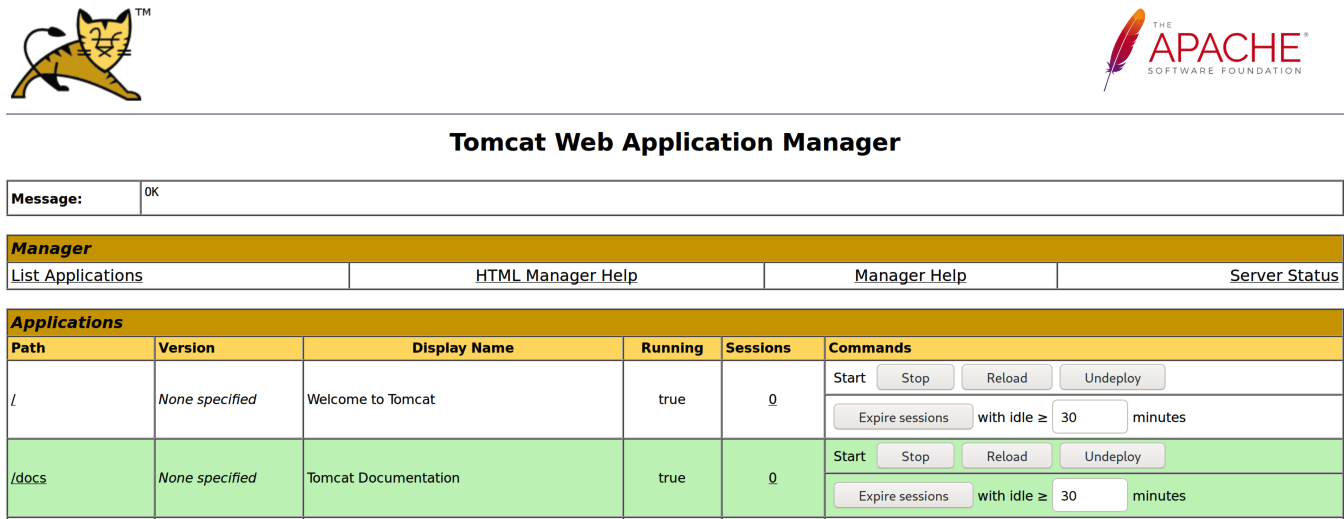 TM
THE
APACHE®
SOFTWARE FOUNDATION
Tomcat Web Application Manager
Message: OK
Manager
List Applications HTML Manager Help Manager Help Server Status
Applications
Path Version Display Name Running Sessions Commands
/ None specified Welcome to Tomcat true 0 Start Stop Reload Undeploy
Expire sessions with idle ≥ 30 minutes
/docs None specified Tomcat Documentation true 0 Start Stop Reload Undeploy
Expire sessions with idle ≥ 30 minutes